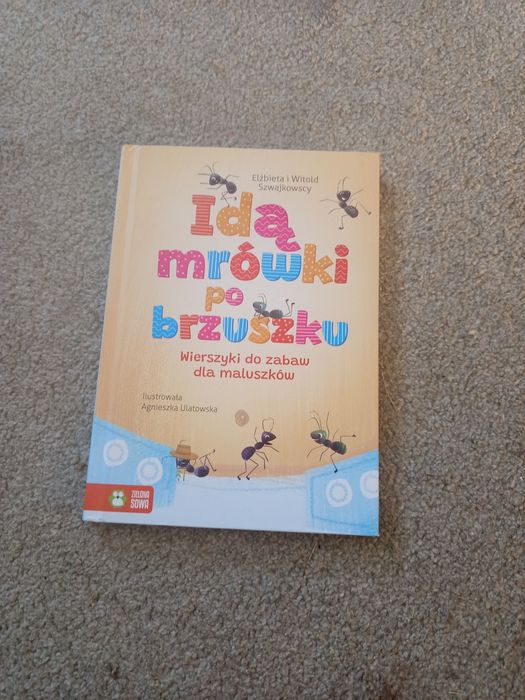 Elżbieta i Witold
Szwajkowscy
Idą
mrówki
po
brzuszku
Wierszyki do zabaw
dla maluszków
Ilustrowała
Agnieszka Ulatowska
ZIELONA
SOWA